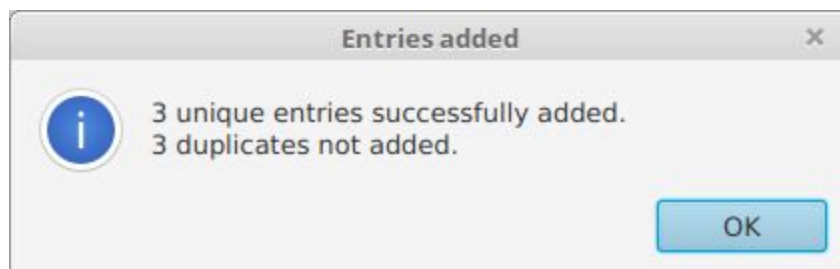 Entries added
3 unique entries successfully added.
3 duplicates not added.
OK